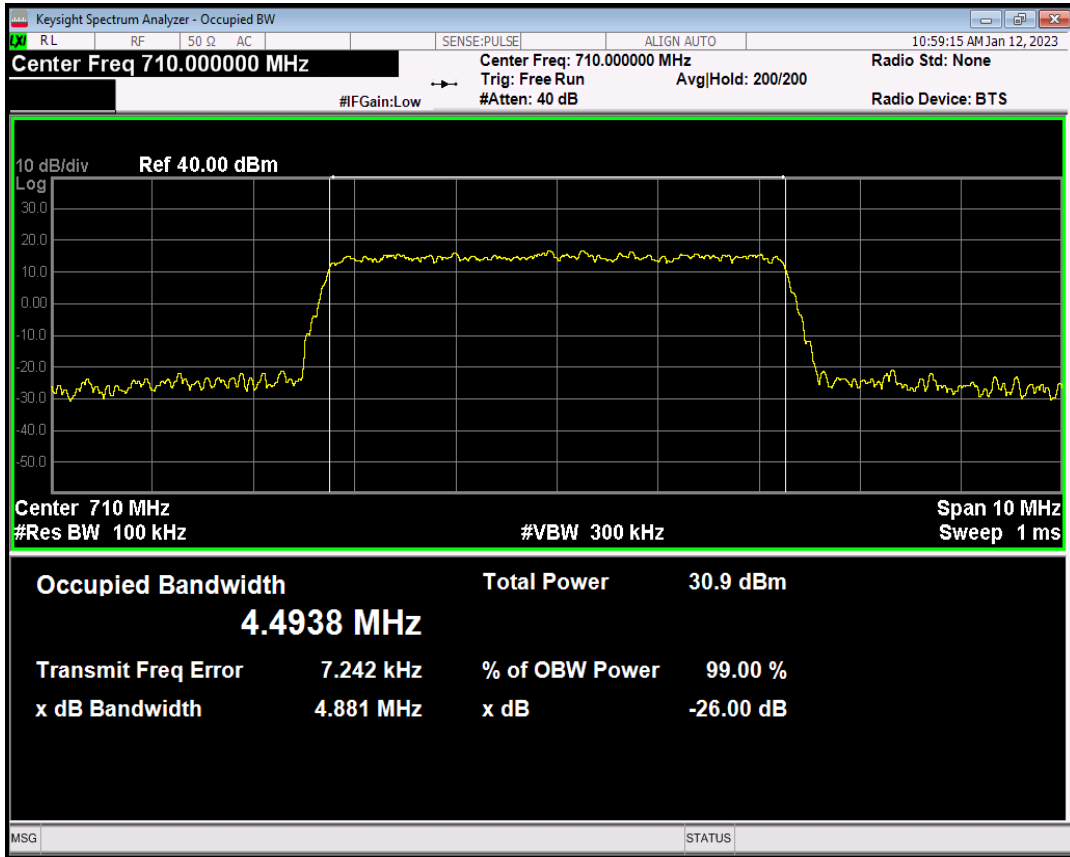 Keysight Spectrum Analyzer - Occupied BW
LXI RL RF 50 Ω AC SENSE:PULSE ALIGN AUTO 10:59:15 AM Jan 12, 2023
Center Freq 710.000000 MHz Center Freq: 710.000000 MHz Radio Std: None
Trig: Free Run Avg|Hold: 200/200
#IFGain:Low #Atten: 40 dB Radio Device: BTS
10 dB/div Ref 40.00 dBm
Log
30.0
20.0
10.0
0.00
-10.0
-20.0
-30.0
-40.0
-50.0
Center 710 MHz Span 10 MHz
#Res BW 100 kHz #VBW 300 kHz Sweep 1 ms
Occupied Bandwidth Total Power 30.9 dBm
4.4938 MHz
Transmit Freq Error 7.242 kHz % of OBW Power 99.00 %
x dB Bandwidth 4.881 MHz x dB -26.00 dB
MSG STATUS